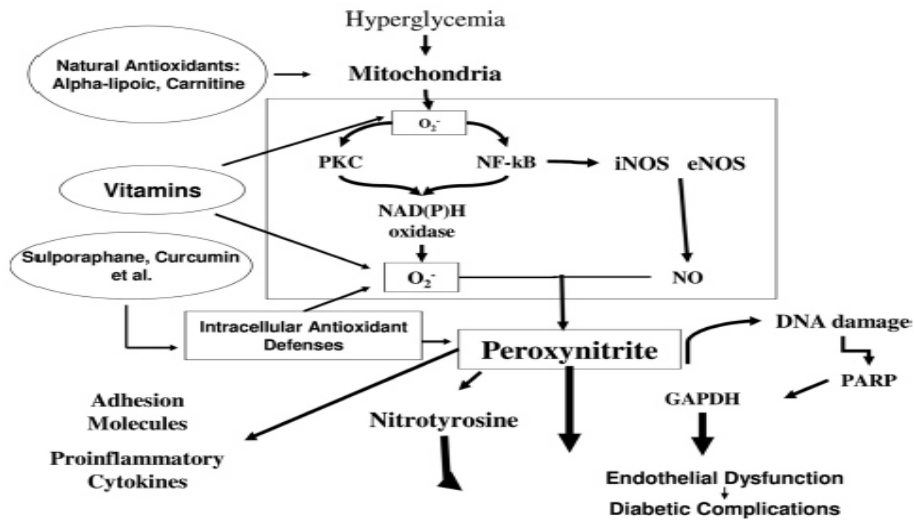 Hyperglycemia
Natural Antioxidants:
Alpha-lipoic, Carnitine
Mitochondria
O₂⁻
PKC
NF-kB
iNOS eNOS
Vitamins
NAD(P)H
oxidase
Sulporaphane, Curcumin
et al.
O₂⁻
NO
Intracellular Antioxidant
Defenses
Peroxynitrite
DNA damage
PARP
Adhesion
Molecules
Nitrotyrosine
GAPDH
Proinflammatory
Cytokines
Endothelial Dysfunction
Diabetic Complications